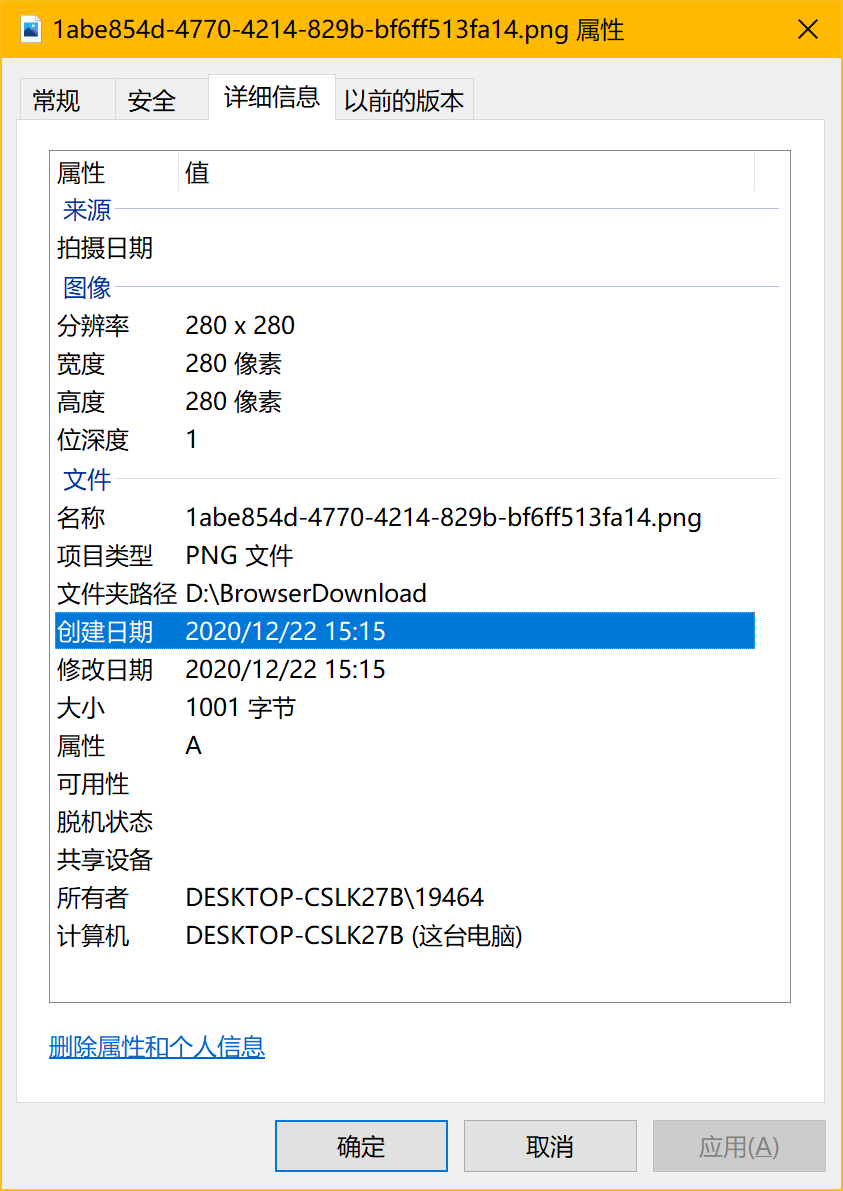 1abe854d-4770-4214-829b-bf6ff513fa14.png 属性
常规 安全 详细信息 以前的版本
属性 值
来源
拍摄日期
图像
分辨率 280 x 280
宽度 280 像素
高度 280 像素
位深度 1
文件
名称 1abe854d-4770-4214-829b-bf6ff513fa14.png
项目类型 PNG 文件
文件夹路径 D:\BrowserDownload
创建日期 2020/12/22 15:15
修改日期 2020/12/22 15:15
大小 1001 字节
属性 A
可用性
脱机状态
共享设备
所有者 DESKTOP-CSLK27B\19464
计算机 DESKTOP-CSLK27B (这台电脑)
删除属性和个人信息
确定 取消 应用(A)